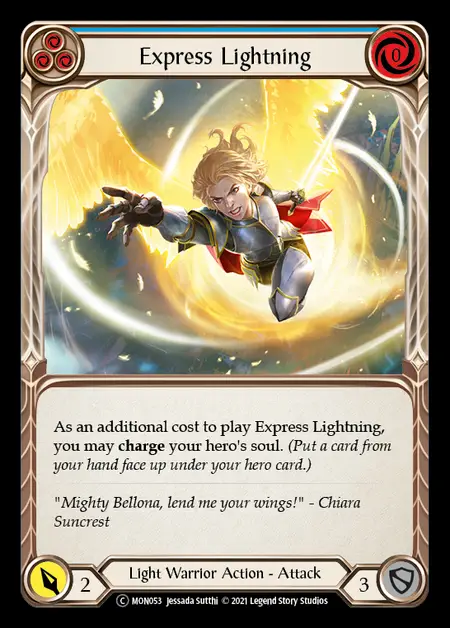 Express Lightning
0
As an additional cost to play Express Lightning,
you may charge your hero's soul. (Put a card from
your hand face up under your hero card.)
"Mighty Bellona, lend me your wings!" - Chiara
Suncrest
2
Light Warrior Action - Attack
3
C MON053 Jessada Sutthi © 2021 Legend Story Studios